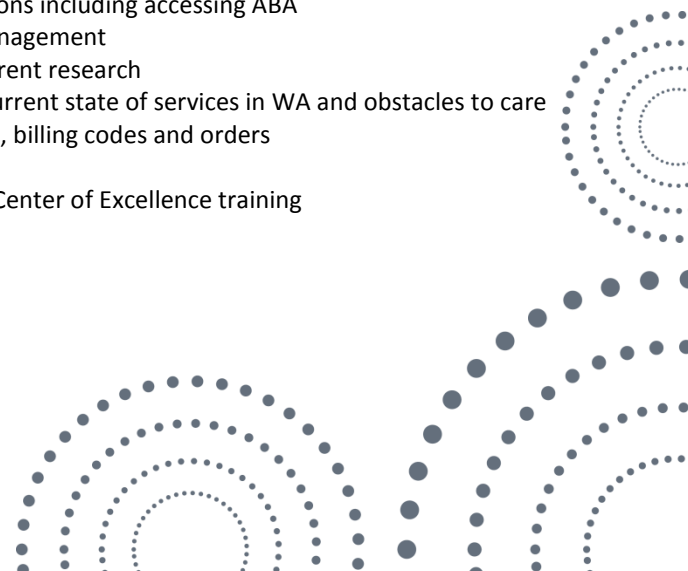 ons including accessing ABA
nagement
rent research
urrent state of services in WA and obstacles to care
, billing codes and orders
Center of Excellence training